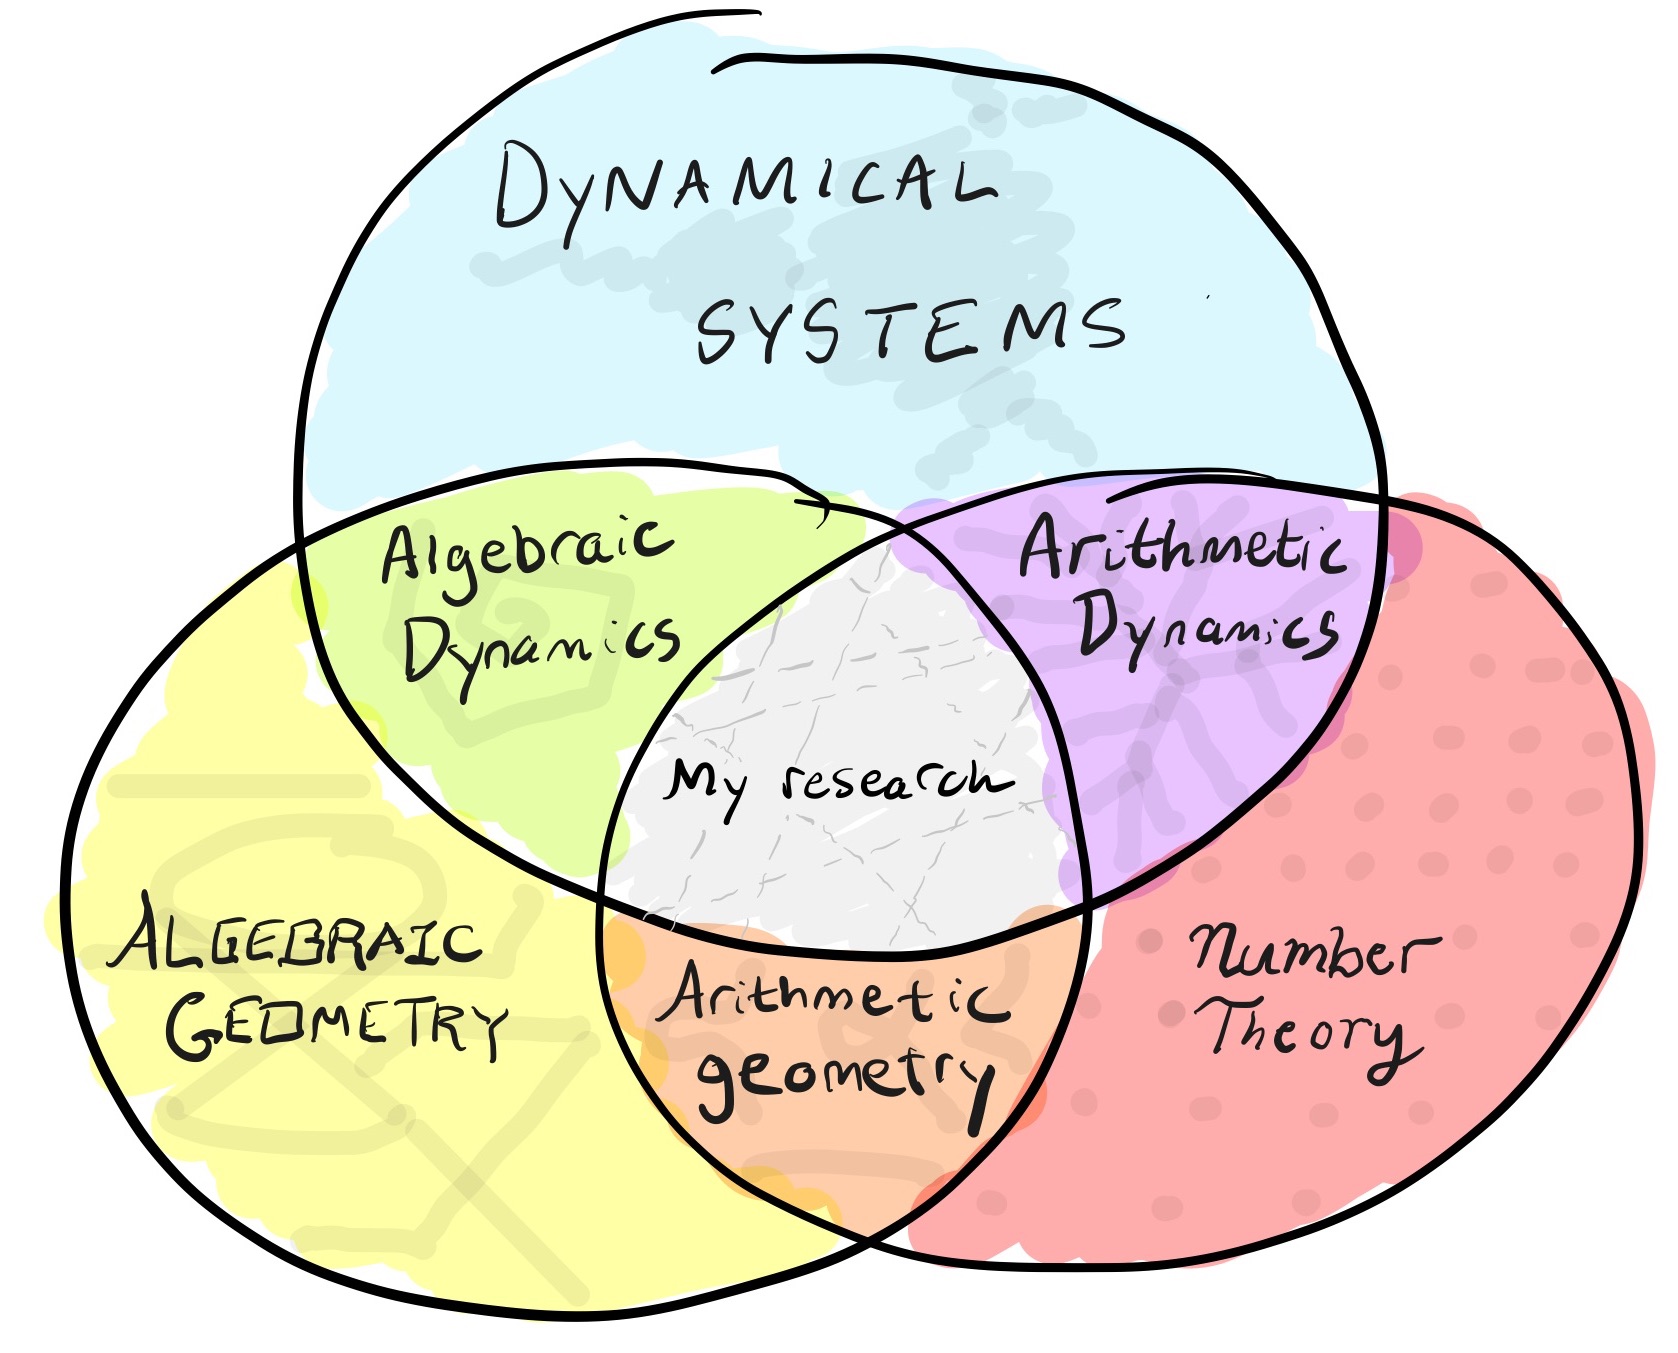 DYNAMICAL
SYSTEMS
Algebraic
Dynamics
Arithmetic
Dynamics
My research
ALGEBRAIC
GEOMETRY
Number
Theory
Arithmetic
geometry